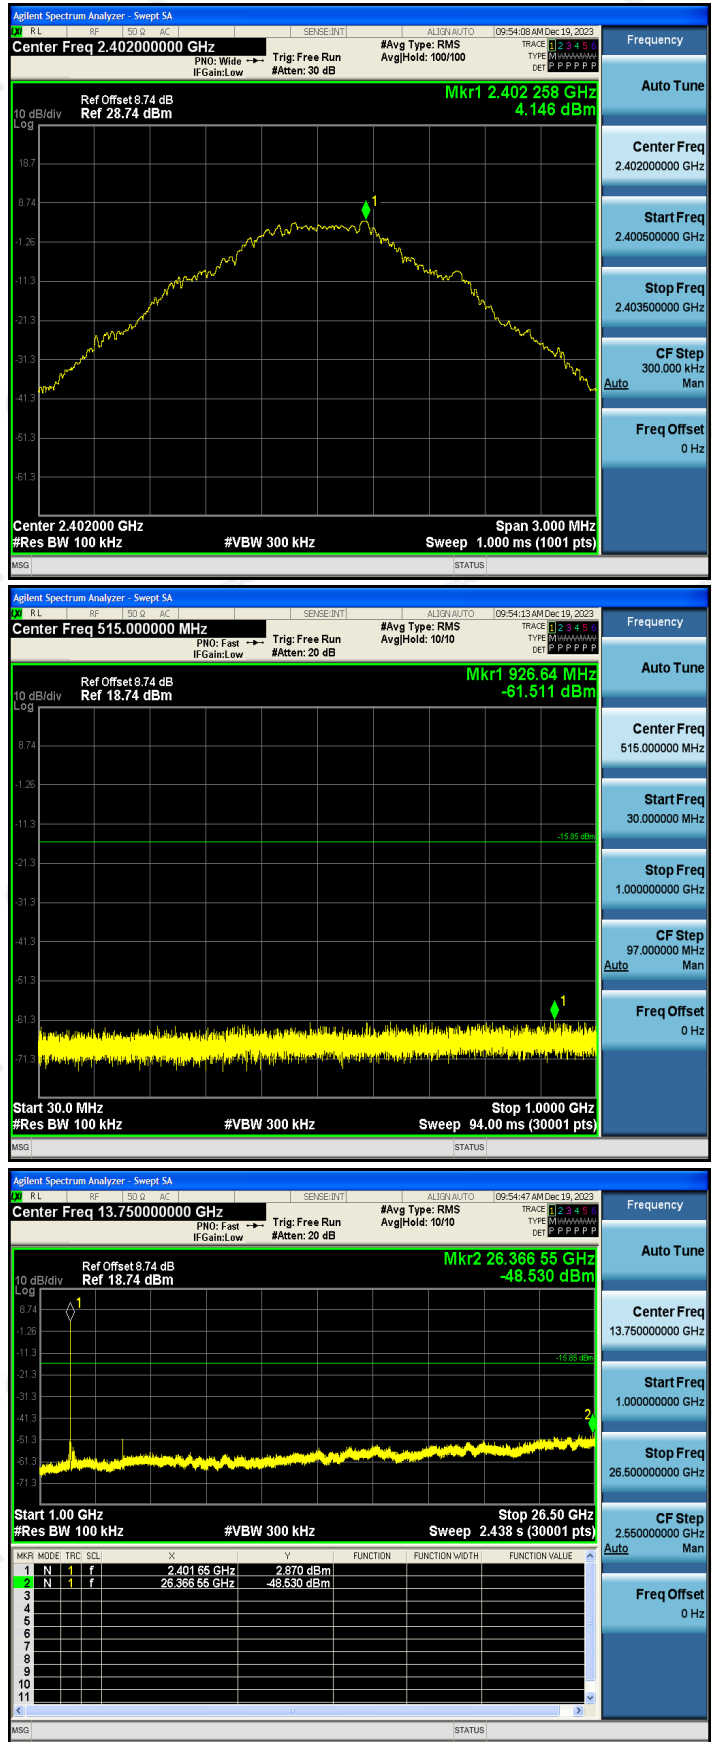 Agilent Spectrum Analyzer - Swept SA
LXI RL RF 50 Ω AC SENSE:INT ALIGN AUTO 09:54:08 AM Dec 19, 2023
Center Freq 2.402000000 GHz
PNO: Wide
IFGain:Low
Trig: Free Run
#Atten: 30 dB
#Avg Type: RMS
Avg|Hold: 100/100
TRACE 1 2 3 4 5 6
TYPE MWWWWW
DET P P P P P P
Ref Offset 8.74 dB
Ref 28.74 dBm
10 dB/div
Log
Mkr1 2.402 258 GHz
4.146 dBm
18.7
8.74
-1.26
-11.3
-21.3
-31.3
-41.3
-51.3
-61.3
1
Center 2.402000 GHz
Span 3.000 MHz
#Res BW 100 kHz
#VBW 300 kHz
Sweep 1.000 ms (1001 pts)
MSG
STATUS
Frequency
Auto Tune
Center Freq
2.402000000 GHz
Start Freq
2.400500000 GHz
Stop Freq
2.403500000 GHz
CF Step
300.000 kHz
Auto Man
Freq Offset
0 Hz
Agilent Spectrum Analyzer - Swept SA
LXI RL RF 50 Ω AC SENSE:INT ALIGN AUTO 09:54:13 AM Dec 19, 2023
Center Freq 515.000000 MHz
PNO: Fast
IFGain:Low
Trig: Free Run
#Atten: 20 dB
#Avg Type: RMS
Avg|Hold: 10/10
TRACE 1 2 3 4 5 6
TYPE MWWWWW
DET P P P P P P
Ref Offset 8.74 dB
Ref 18.74 dBm
10 dB/div
Log
Mkr1 926.64 MHz
-61.511 dBm
8.74
-1.26
-11.3
-21.3
-31.3
-41.3
-51.3
-61.3
-71.3
-15.85 dBm
1
Start 30.0 MHz
Stop 1.0000 GHz
#Res BW 100 kHz
#VBW 300 kHz
Sweep 94.00 ms (30001 pts)
MSG
STATUS
Frequency
Auto Tune
Center Freq
515.000000 MHz
Start Freq
30.000000 MHz
Stop Freq
1.000000000 GHz
CF Step
97.000000 MHz
Auto Man
Freq Offset
0 Hz
Agilent Spectrum Analyzer - Swept SA
LXI RL RF 50 Ω AC SENSE:INT ALIGN AUTO 09:54:47 AM Dec 19, 2023
Center Freq 13.750000000 GHz
PNO: Fast
IFGain:Low
Trig: Free Run
#Atten: 20 dB
#Avg Type: RMS
Avg|Hold: 10/10
TRACE 1 2 3 4 5 6
TYPE MWWWWW
DET P P P P P P
Ref Offset 8.74 dB
Ref 18.74 dBm
10 dB/div
Log
Mkr2 26.366 55 GHz
-48.530 dBm
8.74
-1.26
-11.3
-21.3
-31.3
-41.3
-51.3
-61.3
-71.3
-15.85 dBm
1
2
Start 1.00 GHz
Stop 26.50 GHz
#Res BW 100 kHz
#VBW 300 kHz
Sweep 2.438 s (30001 pts)
MKR MODE TRC SCL X Y FUNCTION FUNCTION WIDTH FUNCTION VALUE
1 N 1 f 2.401 65 GHz 2.870 dBm
2 N 1 f 26.366 55 GHz -48.530 dBm
3
4
5
6
7
8
9
10
11
MSG
STATUS
Frequency
Auto Tune
Center Freq
13.750000000 GHz
Start Freq
1.000000000 GHz
Stop Freq
26.500000000 GHz
CF Step
2.550000000 GHz
Auto Man
Freq Offset
0 Hz